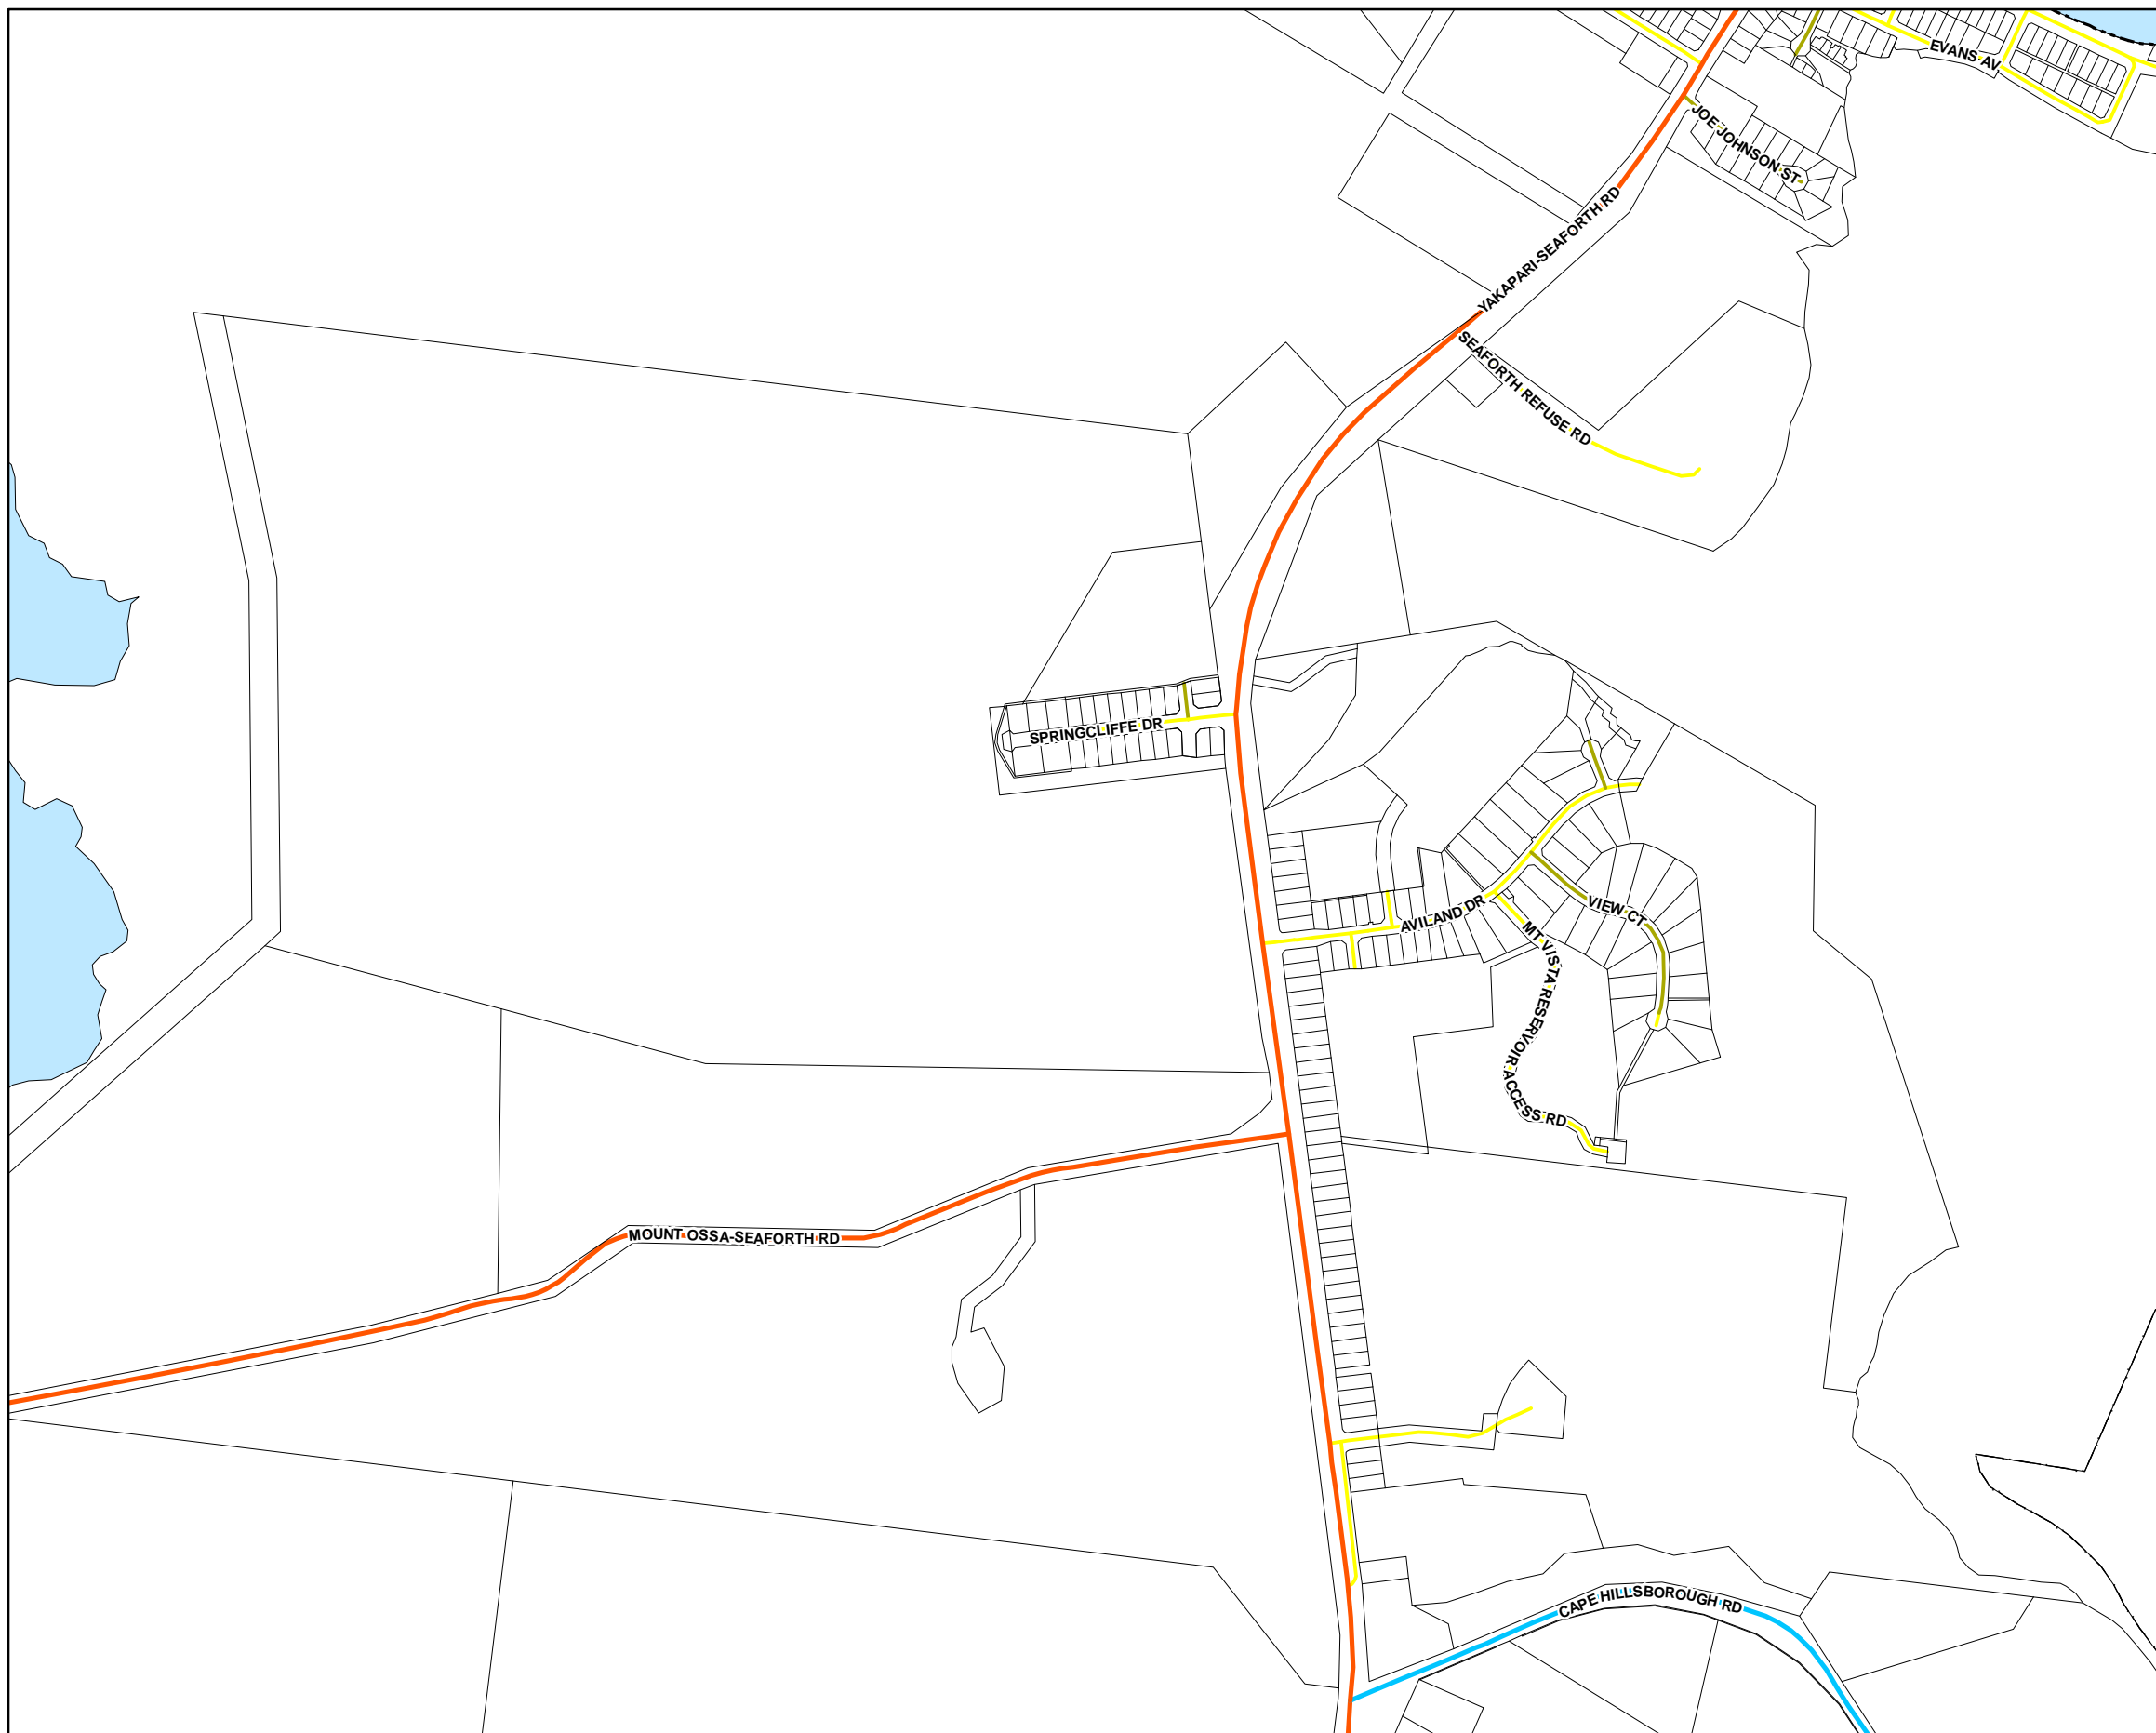 EVANS AV
JOE JOHNSON ST
YAKAPARI-SEAFORTH RD
SEAFORTH REFUSE RD
SPRINGCLIFFE DR
AVILAND DR
VIEW CT
MT VISTA RESERVOIR ACCESS RD
MOUNT OSSA-SEAFORTH RD
CAPE HILLSBOROUGH RD